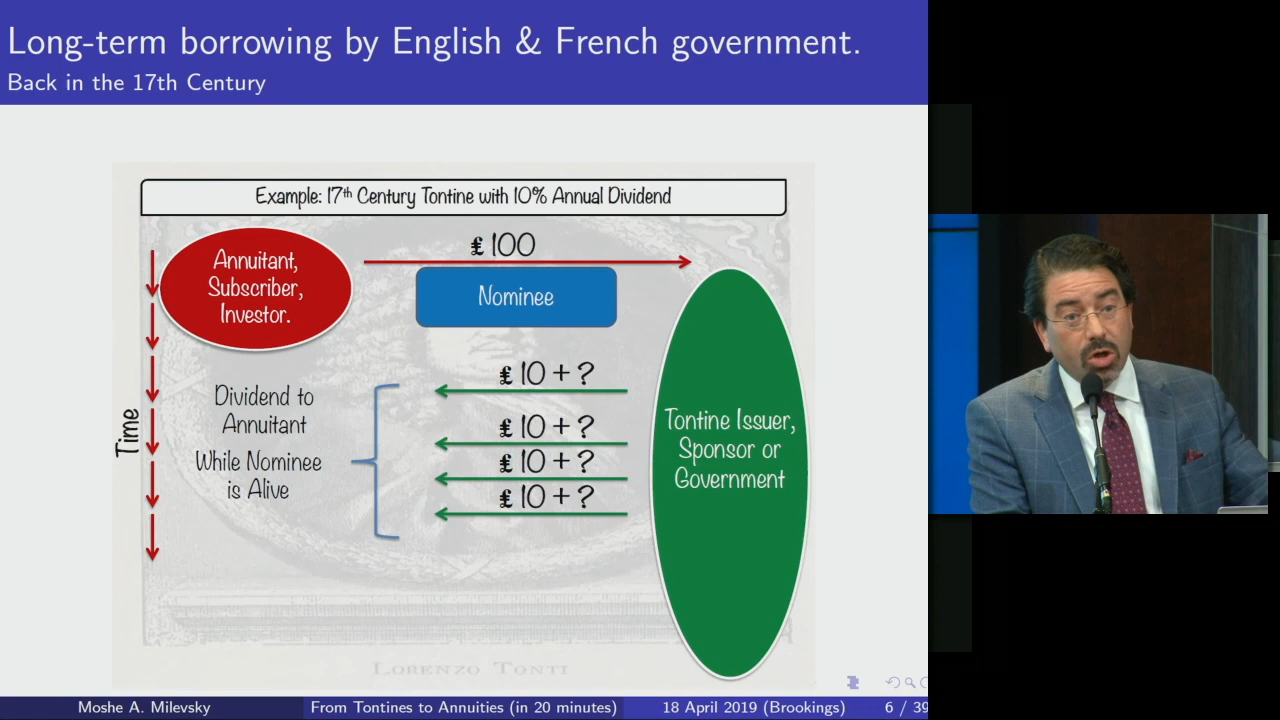 Long-term borrowing by English & French government.
Back in the 17th Century
Example: 17th Century Tontine with 10% Annual Dividend
Annuitant,
Subscriber,
Investor.
£ 100
Nominee
Time
Dividend to
Annuitant
While Nominee
is Alive
£ 10 + ?
£ 10 + ?
£ 10 + ?
£ 10 + ?
Tontine Issuer,
Sponsor or
Government
LORENZO TONTI
Moshe A. Milevsky From Tontines to Annuities (in 20 minutes) 18 April 2019 (Brookings) 6 / 39